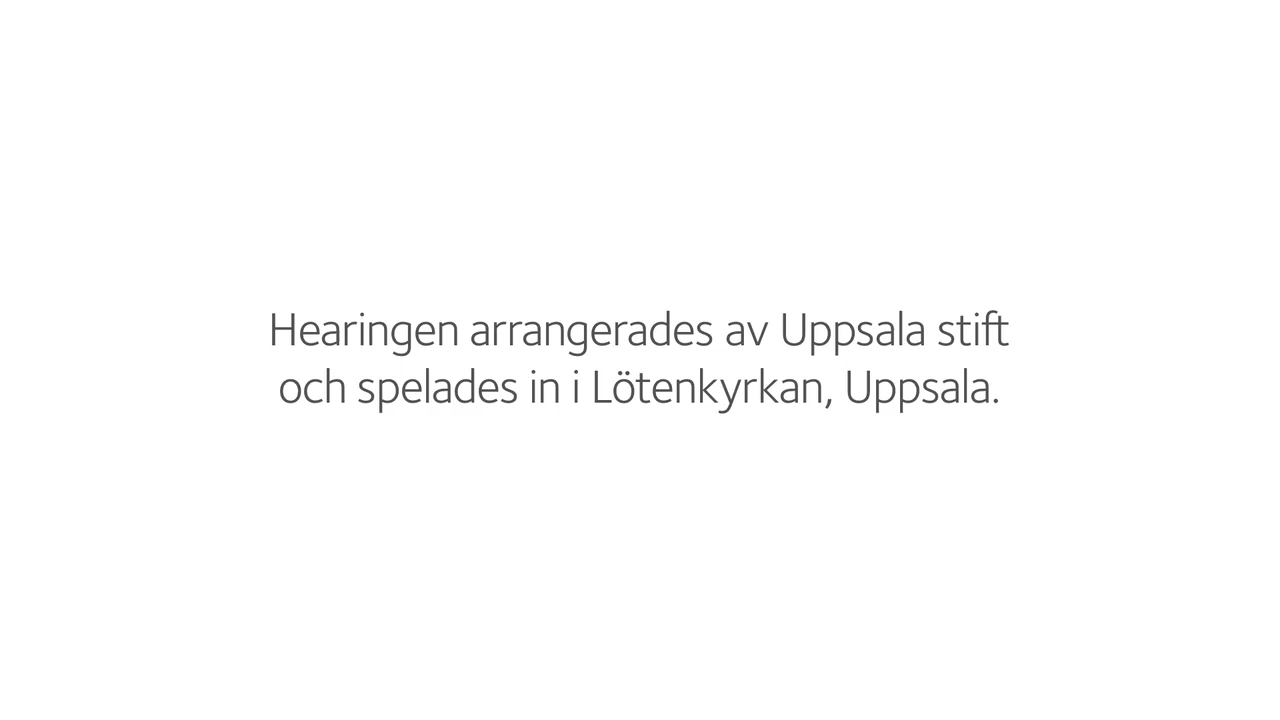 Hearingen arrangerades av Uppsala stift
och spelades in i Lötenkyrkan, Uppsala.